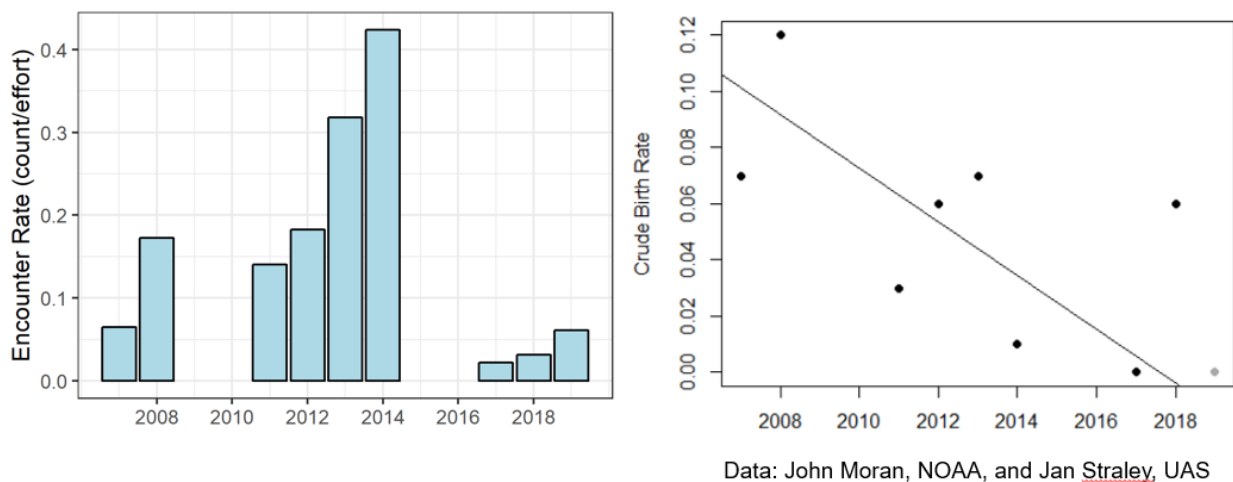 Encounter Rate (count/effort)
0.4
0.3
0.2
0.1
0.0
2008 2010 2012 2014 2016 2018
Crude Birth Rate
0.12
0.10
0.08
0.06
0.04
0.02
0.00
2008 2010 2012 2014 2016 2018
Data: John Moran, NOAA, and Jan Straley, UAS